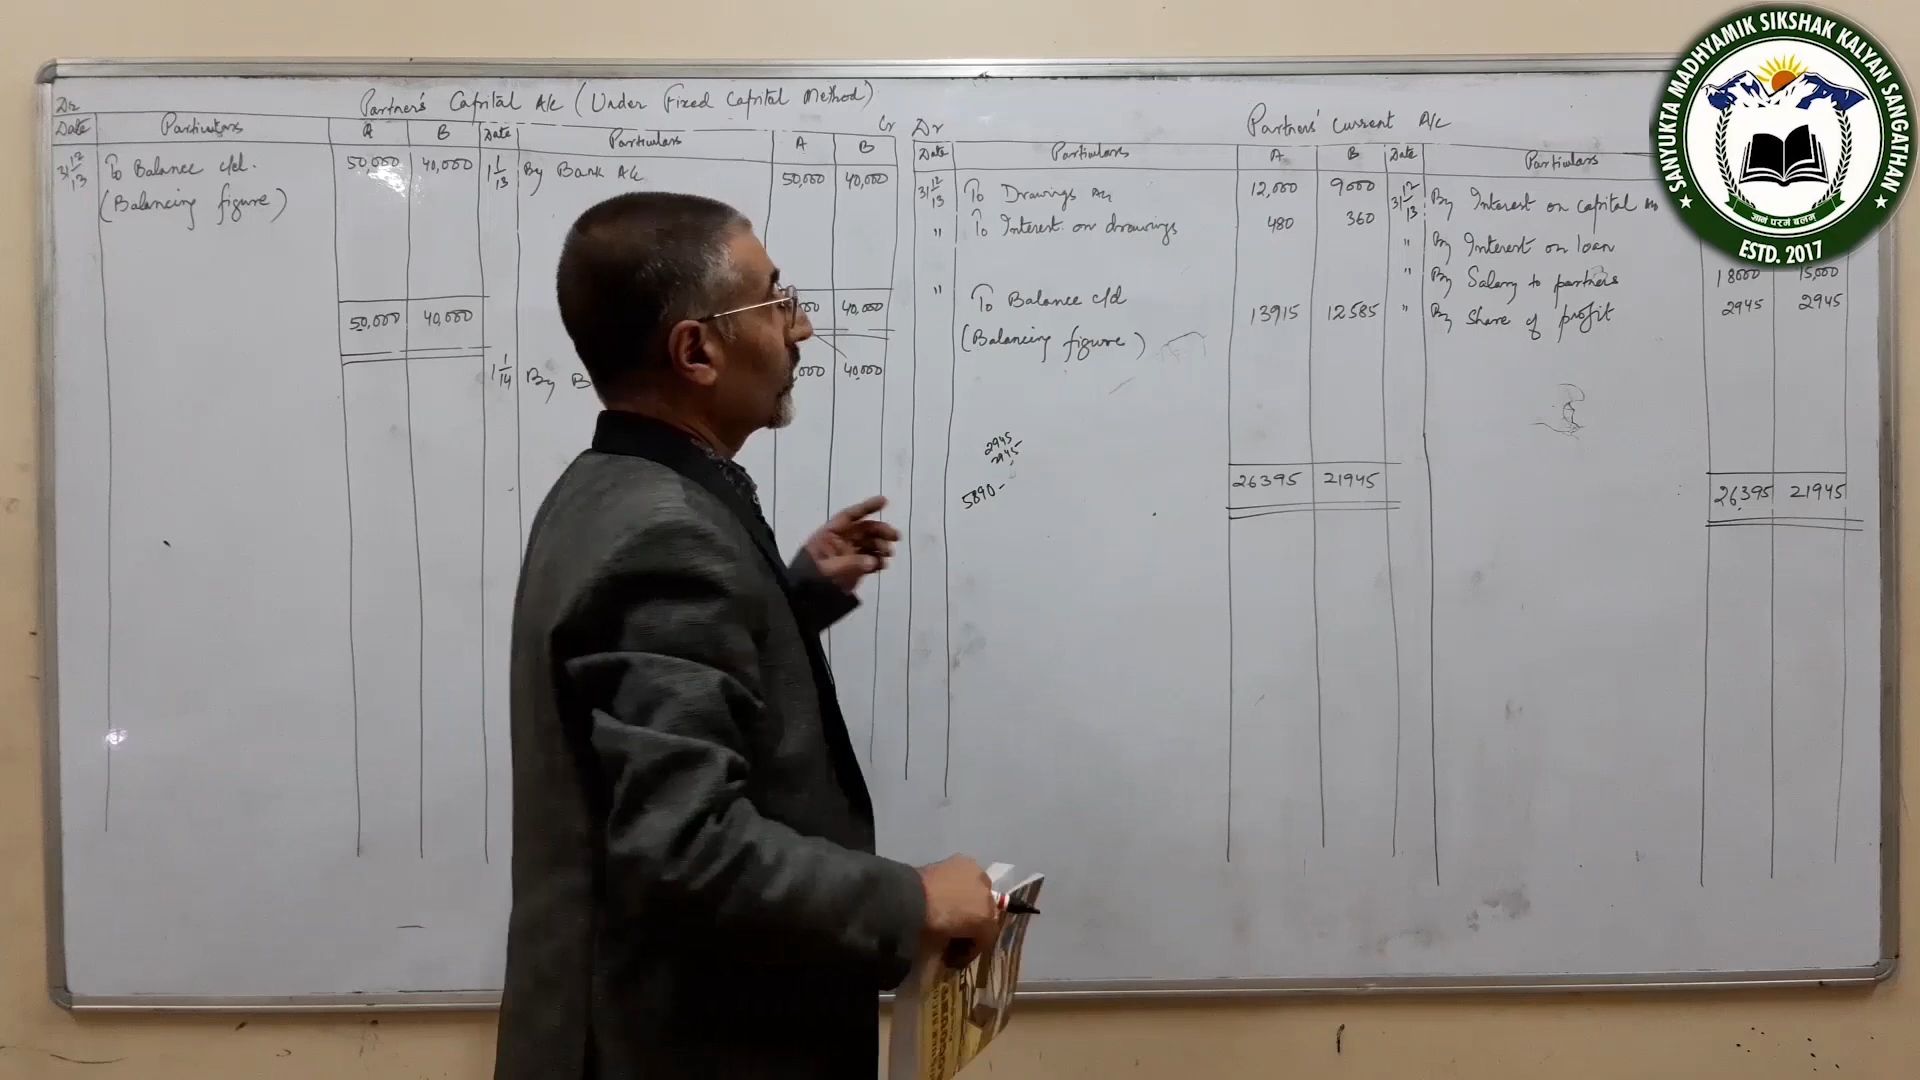 Partner's Capital A/c (Under Fixed Capital Method)
Dr
Cr
Date Particulars A B Date Particulars A B
31/12/13 To Balance c/d. 50,000 40,000 1/1/13 By Bank A/c 50,000 40,000
(Balancing figure)
50,000 40,000 40,000
1/1/14 By B 40,000
Partners' Current A/c
Dr
Date Particulars A B Date Particulars
31/12/13 To Drawings A/c 12,000 9000 31/12/13 By Interest on capital A/c
" To Interest on drawings 480 360 " By Interest on loan
" By Salary to partners 18000 15,000
" To Balance c/d 13915 12585 " By Share of profit 2945 2945
(Balancing figure)
2945
2945
5890
26395 21945 26395 21945
SANYUKTA MADHYAMIK SIKSHAK KALYAN SANGATHAN
ज्ञानं परमं बलम्
ESTD. 2017